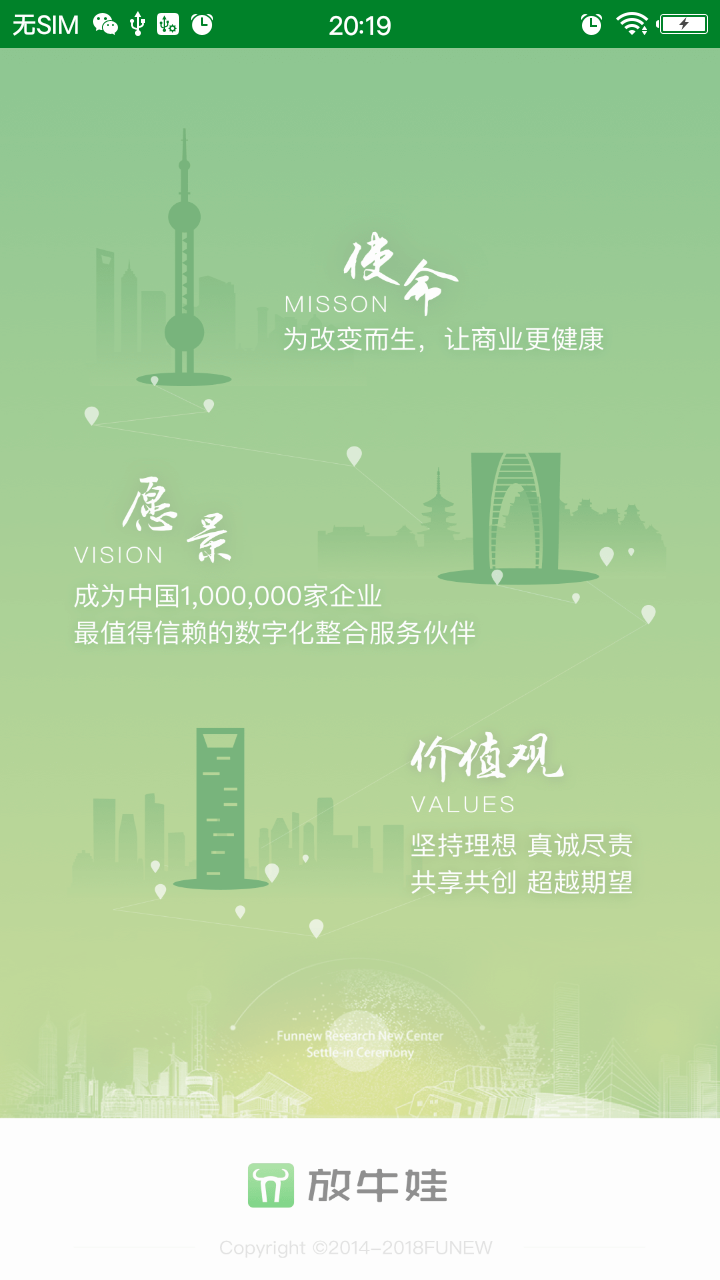 无SIM 20:19
使命
MISSON
为改变而生，让商业更健康
愿景
VISION
成为中国1,000,000家企业
最值得信赖的数字化整合服务伙伴
价值观
VALUES
坚持理想 真诚尽责
共享共创 超越期望
Funnew Research New Center
Settle-in Ceremony
放牛娃
Copyright ©2014-2018FUNEW